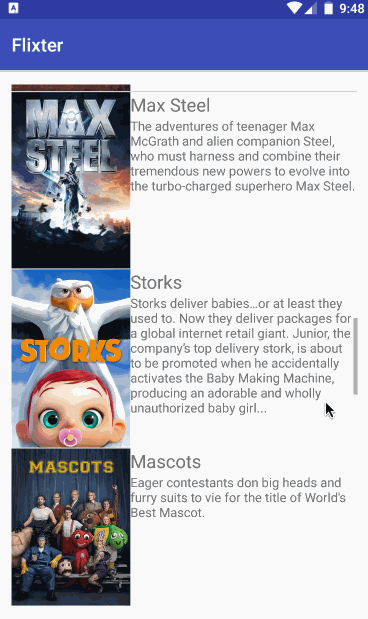 A
9:48
Flixter
MAX STEEL
Max Steel
The adventures of teenager Max
McGrath and alien companion Steel,
who must harness and combine their
tremendous new powers to evolve into
the turbo-charged superhero Max Steel.
STORKS
Storks
Storks deliver babies…or at least they
used to. Now they deliver packages for
a global internet retail giant. Junior, the
company's top delivery stork, is about
to be promoted when he accidentally
activates the Baby Making Machine,
producing an adorable and wholly
unauthorized baby girl...
MASCOTS
Mascots
Eager contestants don big heads and
furry suits to vie for the title of World's
Best Mascot.